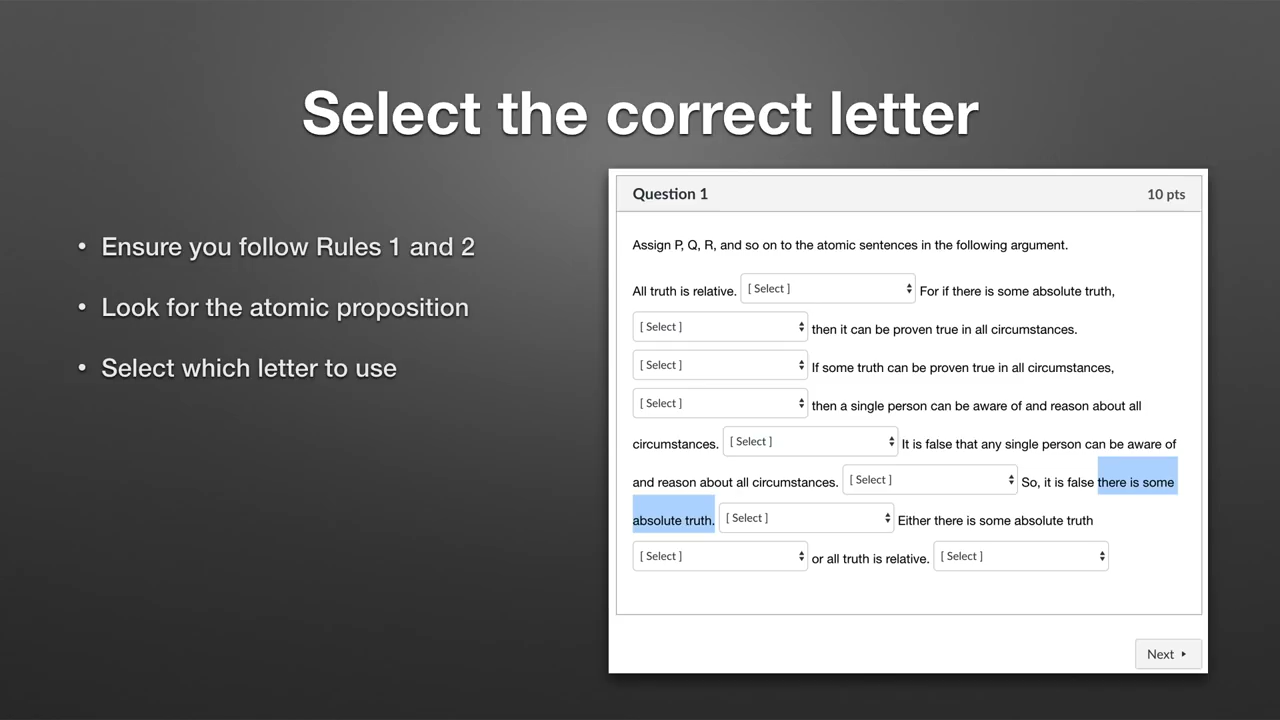 Select the correct letter
• Ensure you follow Rules 1 and 2
• Look for the atomic proposition
• Select which letter to use
Question 1 10 pts
Assign P, Q, R, and so on to the atomic sentences in the following argument.
All truth is relative. [ Select ] For if there is some absolute truth,
[ Select ] then it can be proven true in all circumstances.
[ Select ] If some truth can be proven true in all circumstances,
[ Select ] then a single person can be aware of and reason about all
circumstances. [ Select ] It is false that any single person can be aware of
and reason about all circumstances. [ Select ] So, it is false there is some
absolute truth. [ Select ] Either there is some absolute truth
[ Select ] or all truth is relative. [ Select ]
Next